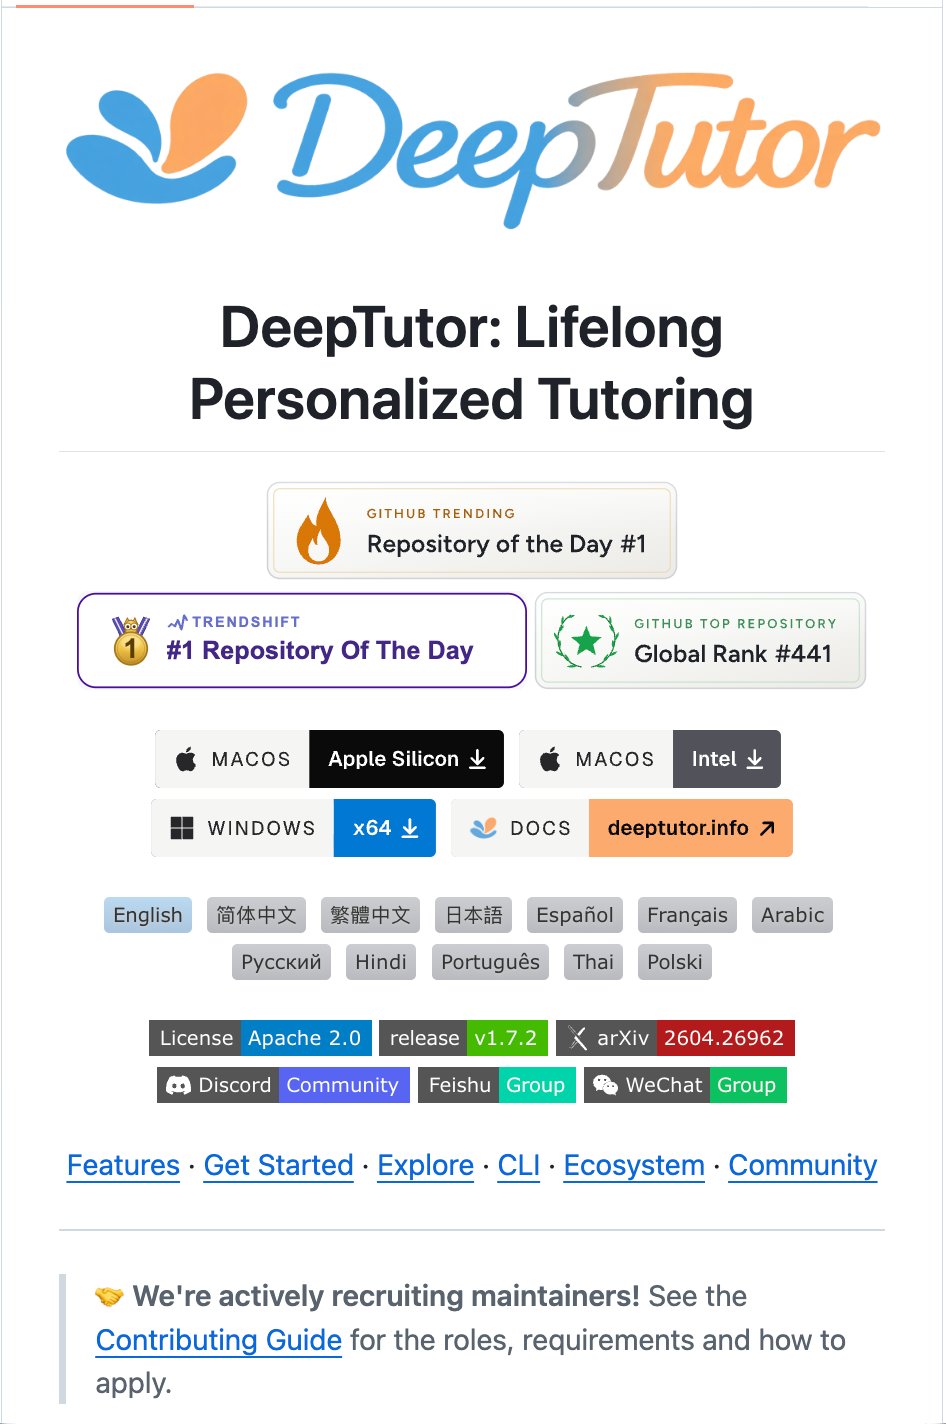 DeepTutor
DeepTutor: Lifelong
Personalized Tutoring
GITHUB TRENDING
Repository of the Day #1
1
TRENDSHIFT
#1 Repository Of The Day
GITHUB TOP REPOSITORY
Global Rank #441
MACOS Apple Silicon
MACOS Intel
WINDOWS x64
DOCS deeptutor.info
English 简体中文 繁體中文 日本語 Español Français Arabic
Русский Hindi Português Thai Polski
License Apache 2.0 release v1.7.2 arXiv 2604.26962
Discord Community Feishu Group WeChat Group
Features · Get Started · Explore · CLI · Ecosystem · Community
🤝 We're actively recruiting maintainers! See the
Contributing Guide for the roles, requirements and how to
apply.